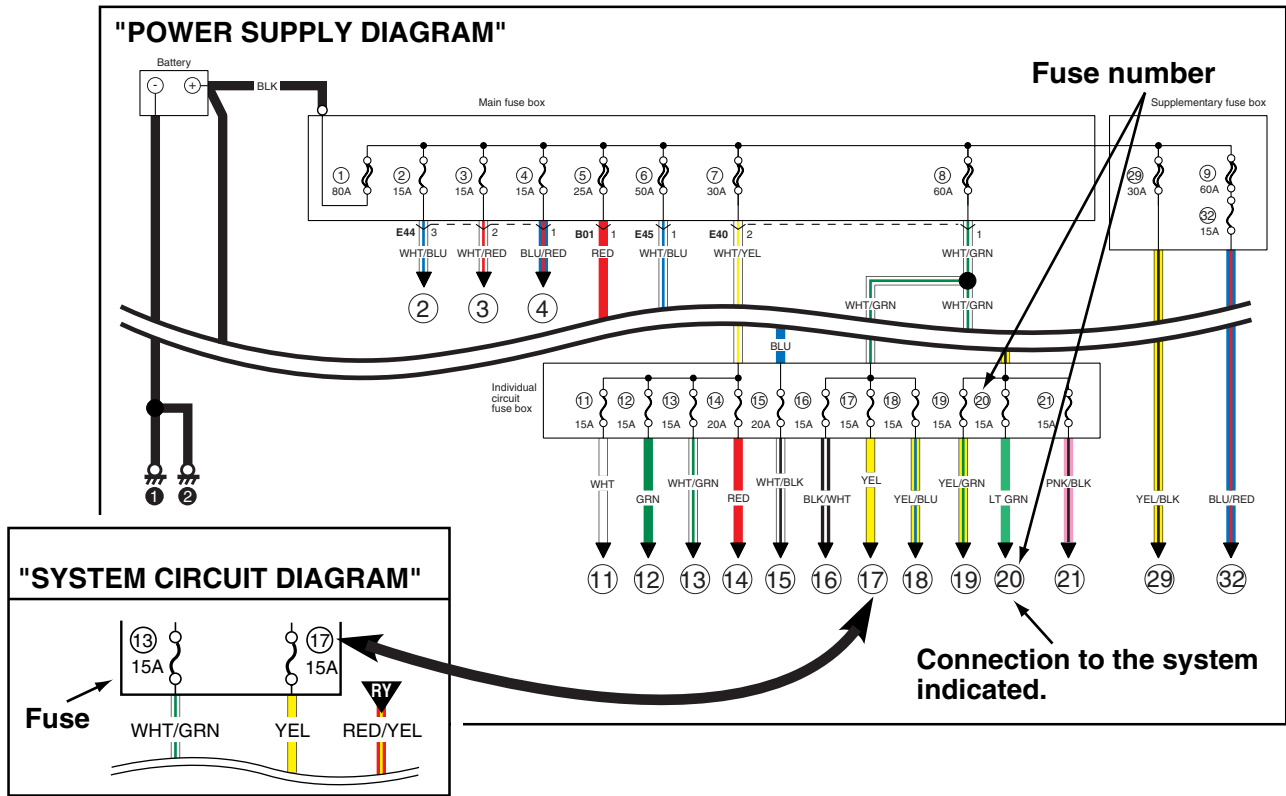 "POWER SUPPLY DIAGRAM"
Battery
- +
BLK
Fuse number
Main fuse box
Supplementary fuse box
1 2 3 4 5 6 7 8 29 9
80A 15A 15A 15A 25A 50A 30A 60A 30A 60A
32
15A
E44 3 2 1 B01 1 E45 1 E40 2 1
WHT/BLU WHT/RED BLU/RED RED WHT/BLU WHT/YEL WHT/GRN
2 3 4
WHT/GRN WHT/GRN
BLU
Individual
circuit
fuse box
11 12 13 14 15 16 17 18 19 20 21
15A 15A 15A 20A 20A 15A 15A 15A 15A 15A 15A
WHT GRN WHT/GRN RED WHT/BLK BLK/WHT YEL YEL/BLU YEL/GRN LT GRN PNK/BLK YEL/BLK BLU/RED
1 2
11 12 13 14 15 16 17 18 19 20 21 29 32
"SYSTEM CIRCUIT DIAGRAM"
13 17
15A 15A
Connection to the system
indicated.
Fuse
RY
WHT/GRN YEL RED/YEL